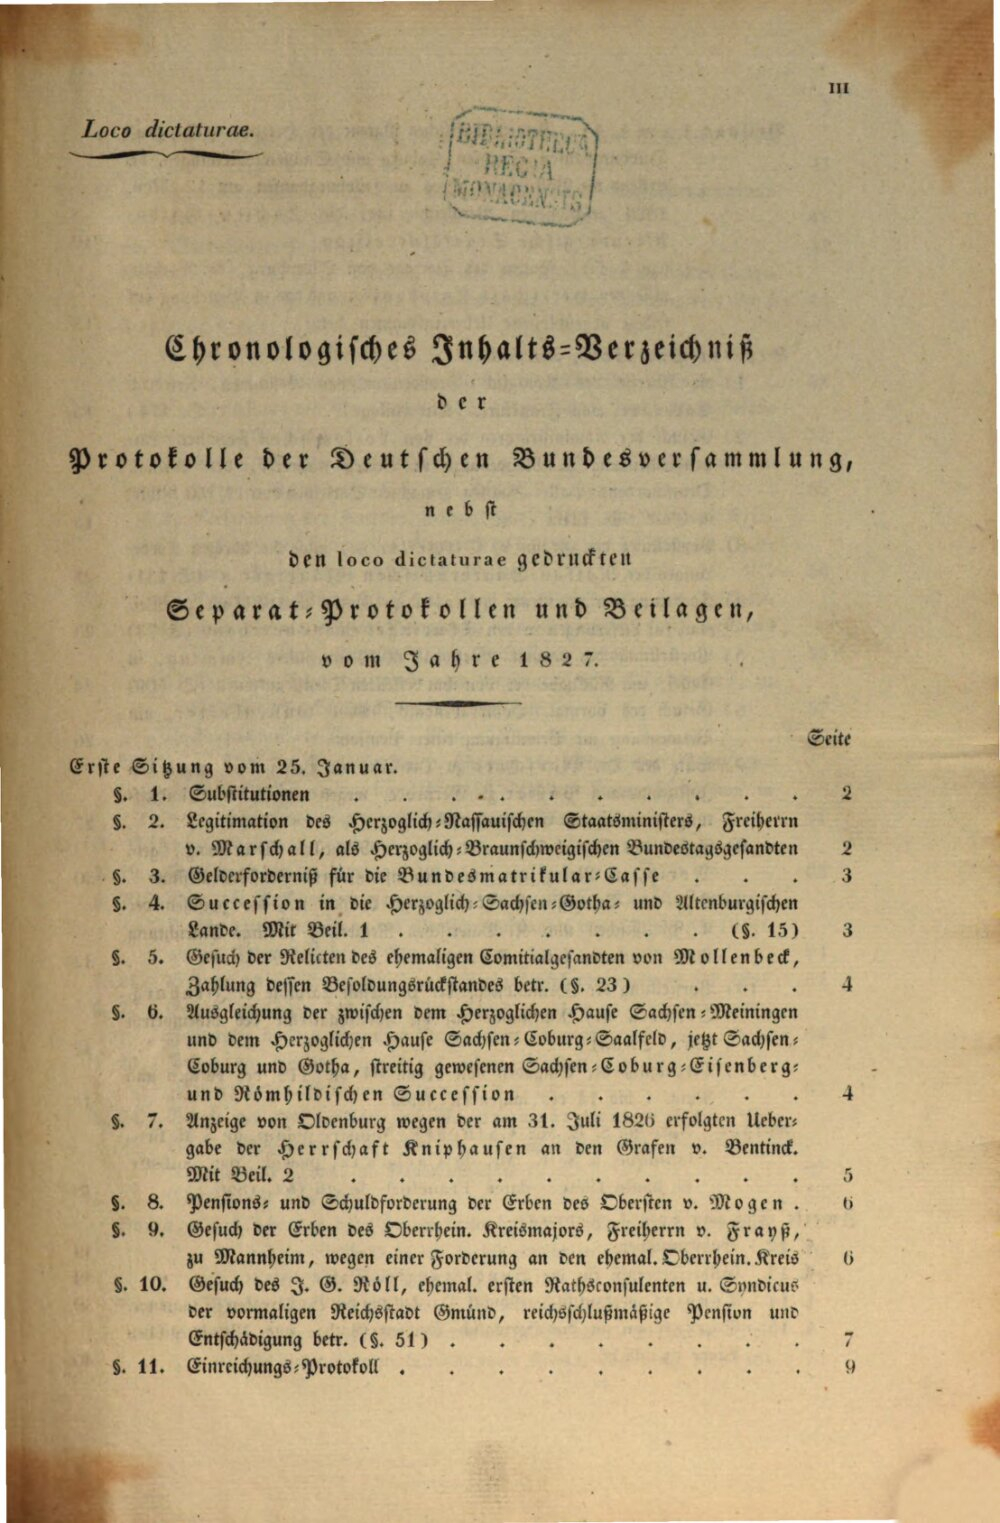 III
Loco dictaturae.
BIBLIOTHECA
REGIA
MONACENSIS
Chronologisches Inhalts=Verzeichniß
der
Protokolle der Deutschen Bundesversammlung,
nebst
den loco dictaturae gedruckten
Separat=Protokollen und Beilagen,
vom Jahre 1827.
Seite
Erste Sitzung vom 25. Januar.
§. 1. Substitutionen . . . . . . . . . . 2
§. 2. Legitimation des Herzoglich=Nassauischen Staatsministers, Freiherrn
v. Marschall, als Herzoglich=Braunschweigischen Bundestagsgesandten 2
§. 3. Gelderforderniß für die Bundesmatrikular=Casse . . . 3
§. 4. Succession in die Herzoglich=Sachsen=Gotha= und Altenburgischen
Lande. Mit Beil. 1 . . . . . . . (§. 15) 3
§. 5. Gesuch der Relicten des ehemaligen Comitialgesandten von Mollenbeck,
Zahlung dessen Besoldungsrückstandes betr. (§. 23) . . . 4
§. 6. Ausgleichung der zwischen dem Herzoglichen Hause Sachsen=Meiningen
und dem Herzoglichen Hause Sachsen=Coburg=Saalfeld, jetzt Sachsen=
Coburg und Gotha, streitig gewesenen Sachsen=Coburg=Eisenberg=
und Römhildischen Succession . . . . . . 4
§. 7. Anzeige von Oldenburg wegen der am 31. Juli 1826 erfolgten Ueber=
gabe der Herrschaft Kniphausen an den Grafen v. Bentinck.
Mit Beil. 2 . . . . . . . . . . 5
§. 8. Pensions= und Schuldforderung der Erben des Obersten v. Mogen . 6
§. 9. Gesuch der Erben des Oberrhein. Kreismajors, Freiherrn v. Frayß,
zu Mannheim, wegen einer Forderung an den ehemal. Oberrhein. Kreis 6
§. 10. Gesuch des J. G. Röll, ehemal. ersten Rathsconsulenten u. Syndicus
der vormaligen Reichsstadt Gmünd, reichsschlußmäßige Pension und
Entschädigung betr. (§. 51) . . . . . . . . 7
§. 11. Einreichungs=Protokoll . . . . . . . . . 9